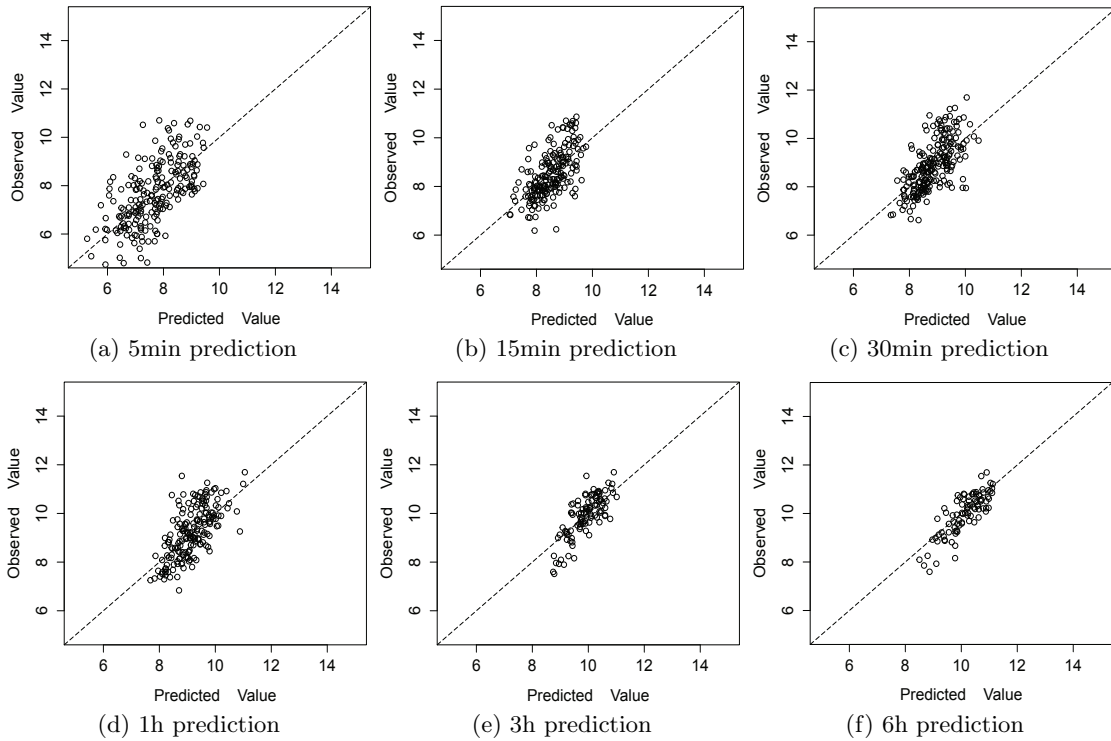 14
12
10
8
6
Observed Value
6 8 10 12 14
Predicted Value
(a) 5min prediction
14
12
10
8
6
Observed Value
6 8 10 12 14
Predicted Value
(b) 15min prediction
14
12
10
8
6
Observed Value
6 8 10 12 14
Predicted Value
(c) 30min prediction
14
12
10
8
6
Observed Value
6 8 10 12 14
Predicted Value
(d) 1h prediction
14
12
10
8
6
Observed Value
6 8 10 12 14
Predicted Value
(e) 3h prediction
14
12
10
8
6
Observed Value
6 8 10 12 14
Predicted Value
(f) 6h prediction